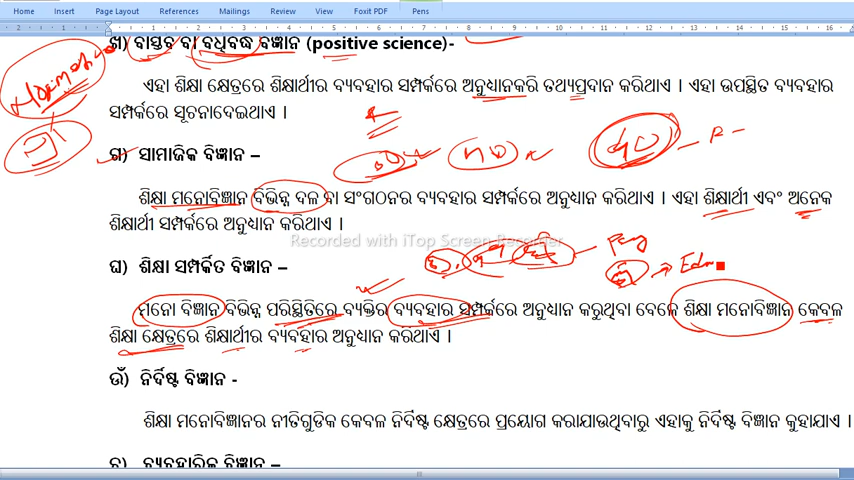 Home Insert Page Layout References Mailings Review View Foxit PDF Pens
ଖ) ବାସ୍ତବ ବା ବଧିବଦ୍ଧ ବିଜ୍ଞାନ (positive science)-
ଏହା ଶିକ୍ଷା କ୍ଷେତ୍ରରେ ଶିକ୍ଷାର୍ଥୀର ବ୍ୟବହାର ସମ୍ପର୍କରେ ଅନୁଧ୍ୟାନକରି ତଥ୍ୟପ୍ରଦାନ କରିଥାଏ । ଏହା ଉପସ୍ଥିତ ବ୍ୟବହାର
ସମ୍ପର୍କରେ ସୂଚନାଦେଇଥାଏ ।
ଗ) ସାମାଜିକ ବିଜ୍ଞାନ –
ଶିକ୍ଷା ମନୋବିଜ୍ଞାନ ବିଭିନ୍ନ ଦଳ ବା ସଂଗଠନର ବ୍ୟବହାର ସମ୍ପର୍କରେ ଅନୁଧ୍ୟାନ କରିଥାଏ । ଏହା ଶିକ୍ଷାର୍ଥୀ ଏବଂ ଅନେକ
ଶିକ୍ଷାର୍ଥୀ ସମ୍ପର୍କରେ ଅନୁଧ୍ୟାନ କରିଥାଏ ।
Recorded with iTop Screen Recorder
ଘ) ଶିକ୍ଷା ସମ୍ପର୍କିତ ବିଜ୍ଞାନ –
ମନୋ ବିଜ୍ଞାନ ବିଭିନ୍ନ ପରିସ୍ଥିତିରେ ବ୍ୟକ୍ତିର ବ୍ୟବହାର ସମ୍ପର୍କରେ ଅନୁଧ୍ୟାନ କରୁଥିବା ବେଳେ ଶିକ୍ଷା ମନୋବିଜ୍ଞାନ କେବଳ
ଶିକ୍ଷା କ୍ଷେତ୍ରରେ ଶିକ୍ଷାର୍ଥୀର ବ୍ୟବହାର ଅନୁଧ୍ୟାନ କରିଥାଏ ।
ଉଁ) ନିର୍ଦିଷ୍ଟ ବିଜ୍ଞାନ -
ଶିକ୍ଷା ମନୋବିଜ୍ଞାନର ନୀତିଗୁଡିକ କେବଳ ନିର୍ଦିଷ୍ଟ କ୍ଷେତ୍ରରେ ପ୍ରୟୋଗ କରାଯାଉଥିବାରୁ ଏହାକୁ ନିର୍ଦିଷ୍ଟ ବିଜ୍ଞାନ କୁହାଯାଏ ।
ଚ) ବ୍ୟବହାରିକ ବିଜ୍ଞାନ –